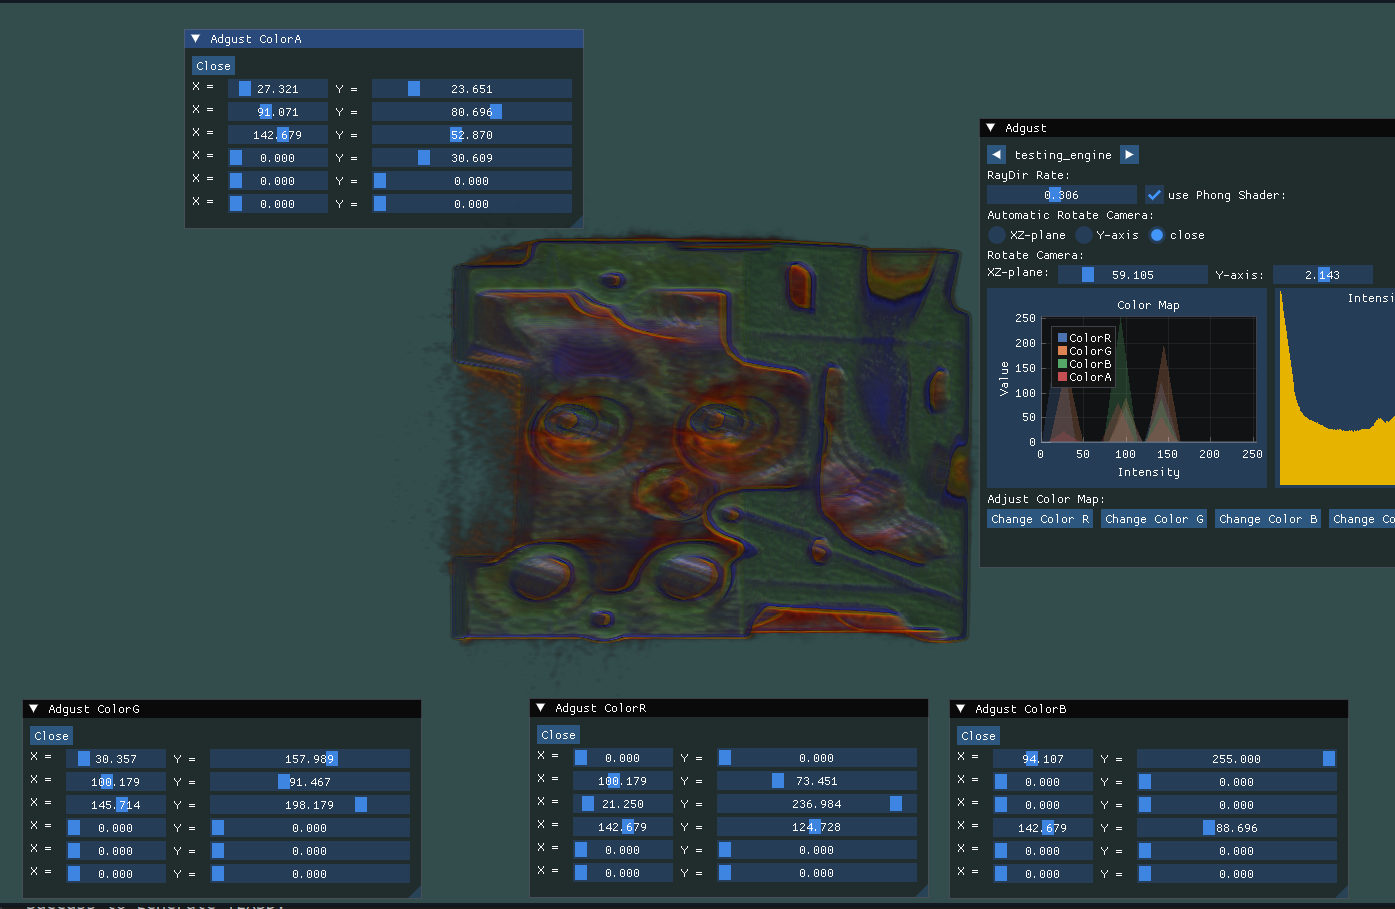 Adgust ColorA
Close
X = 27.321 Y = 23.651
X = 91.071 Y = 80.696
X = 142.679 Y = 52.870
X = 0.000 Y = 30.609
X = 0.000 Y = 0.000
X = 0.000 Y = 0.000
Adgust
testing_engine
RayDir Rate:
0.306 use Phong Shader:
Automatic Rotate Camera:
XZ-plane Y-axis close
Rotate Camera:
XZ-plane: 59.105 Y-axis: 2.143
Color Map
Value
250
200
150
100
50
0
ColorR
ColorG
ColorB
ColorA
0 50 100 150 200 250
Intensity
Intensi
Adjust Color Map:
Change Color R Change Color G Change Color B Change Co
Adgust ColorG
Close
X = 30.357 Y = 157.989
X = 100.179 Y = 91.467
X = 145.714 Y = 198.179
X = 0.000 Y = 0.000
X = 0.000 Y = 0.000
X = 0.000 Y = 0.000
Adgust ColorR
Close
X = 0.000 Y = 0.000
X = 100.179 Y = 73.451
X = 21.250 Y = 236.984
X = 142.679 Y = 124.728
X = 0.000 Y = 0.000
X = 0.000 Y = 0.000
Adgust ColorB
Close
X = 94.107 Y = 255.000
X = 0.000 Y = 0.000
X = 0.000 Y = 0.000
X = 142.679 Y = 88.696
X = 0.000 Y = 0.000
X = 0.000 Y = 0.000